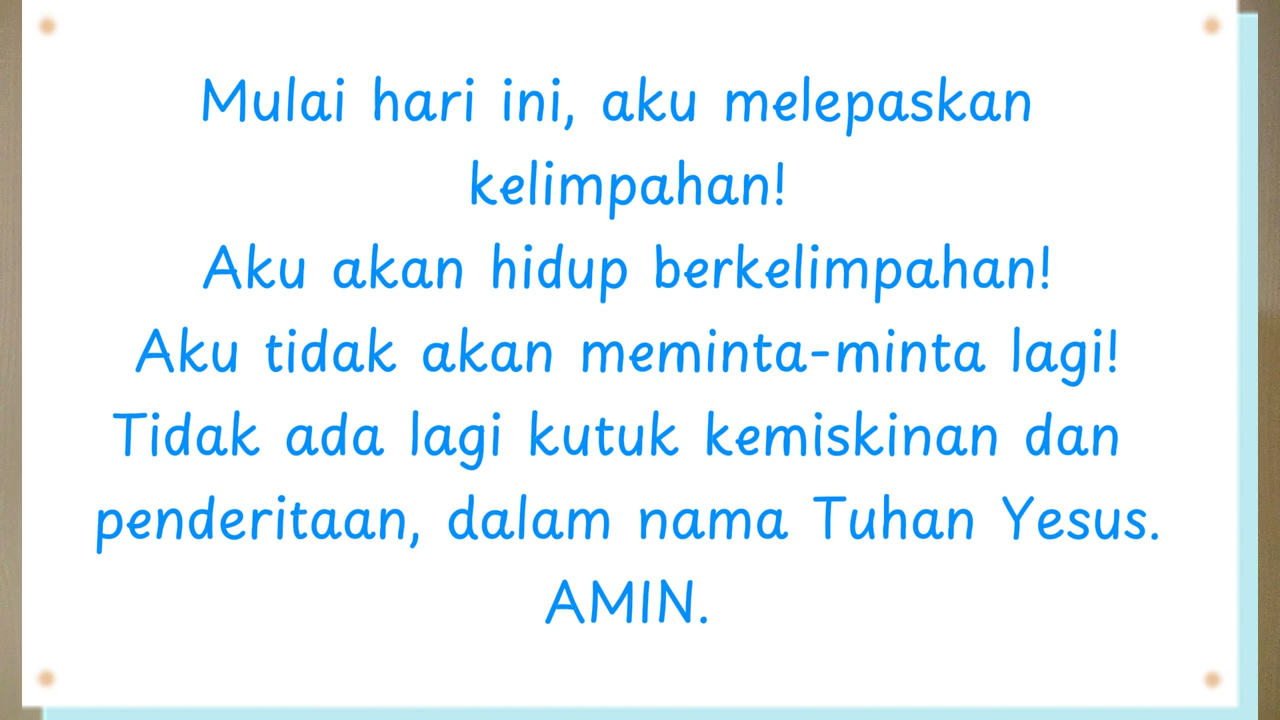 Mulai hari ini, aku melepaskan
kelimpahan!
Aku akan hidup berkelimpahan!
Aku tidak akan meminta-minta lagi!
Tidak ada lagi kutuk kemiskinan dan
penderitaan, dalam nama Tuhan Yesus.
AMIN.